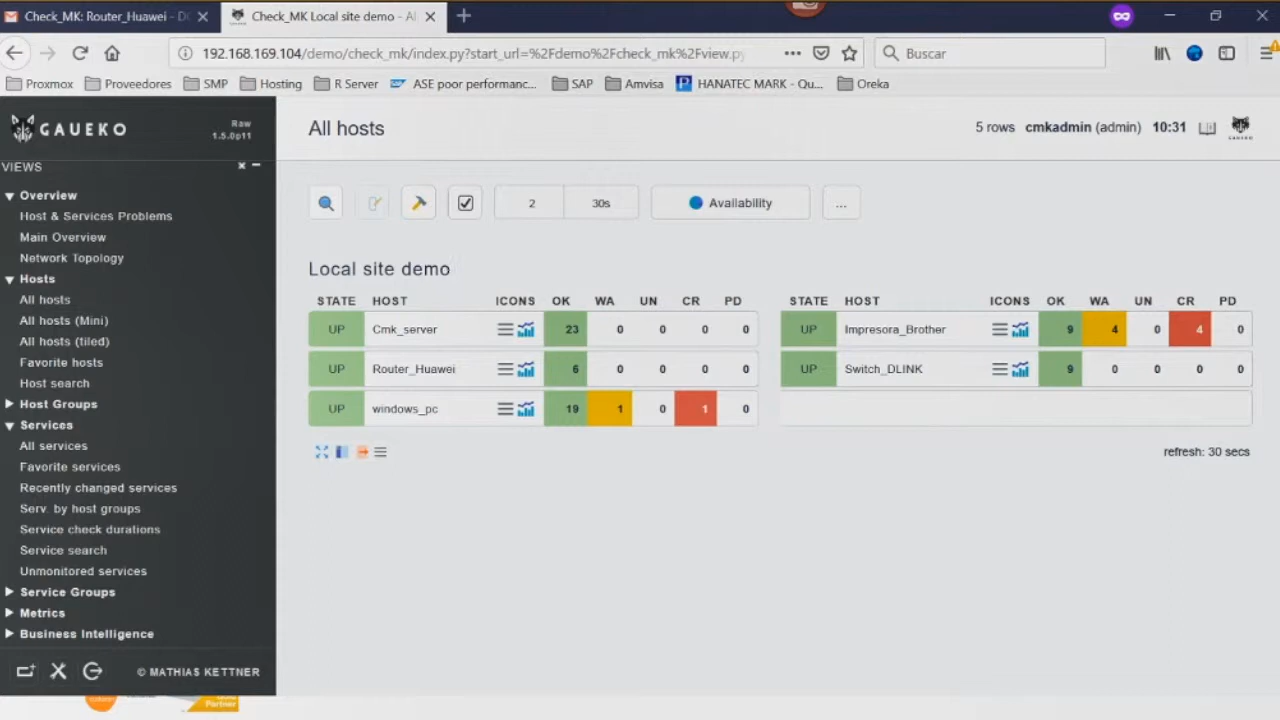 Check_MK: Router_Huawei - D
Check_MK Local site demo - Al
192.168.169.104/demo/check_mk/index.py?start_url=%2Fdemo%2Fcheck_mk%2Fview.py
Buscar
Proxmox Proveedores SMP Hosting R Server ASE poor performanc... SAP Amvisa HANATEC MARK - Qu... Oreka
GAUEKO
Raw
1.5.0p11
All hosts
5 rows cmkadmin (admin) 10:31
GAUEKO
VIEWS
Overview
Host & Services Problems
Main Overview
Network Topology
Hosts
All hosts
All hosts (Mini)
All hosts (tiled)
Favorite hosts
Host search
Host Groups
Services
All services
Favorite services
Recently changed services
Serv. by host groups
Service check durations
Service search
Unmonitored services
Service Groups
Metrics
Business Intelligence
© MATHIAS KETTNER
2 30s Availability ...
Local site demo
STATE HOST ICONS OK WA UN CR PD STATE HOST ICONS OK WA UN CR PD
UP Cmk_server 23 0 0 0 0 UP Impresora_Brother 9 4 0 4 0
UP Router_Huawei 6 0 0 0 0 UP Switch_DLINK 9 0 0 0 0
UP windows_pc 19 1 0 1 0
refresh: 30 secs
Partner